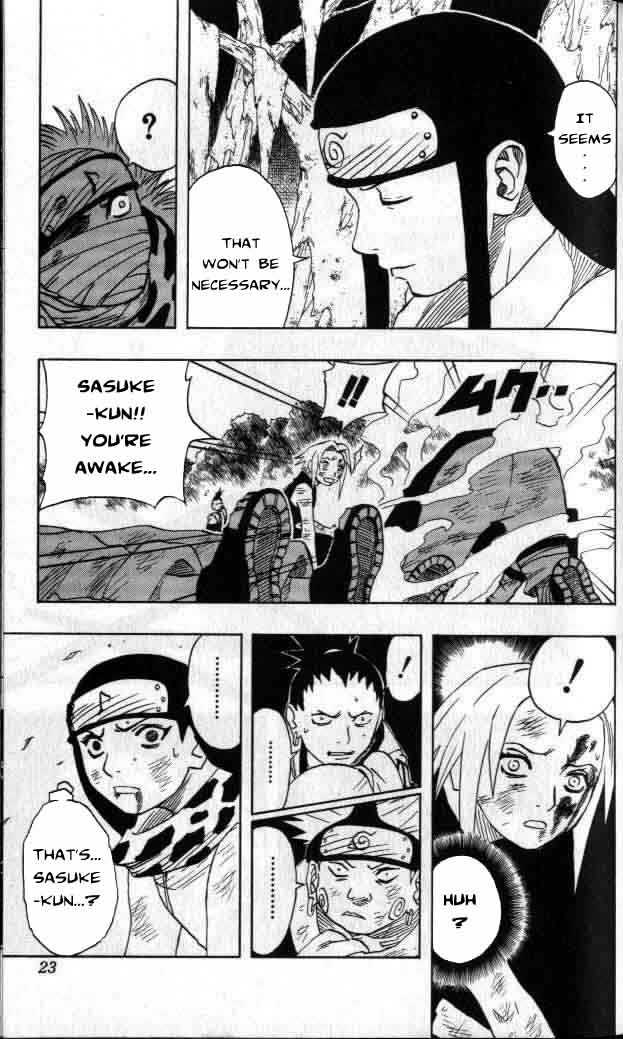 IT
SEEMS
....
THAT
WON'T BE
NECESSARY...
?
!!
ムク‥
SASUKE
-KUN!!
YOU'RE
AWAKE...
!
HUH
?
!
........
........
........
THAT'S...
SASUKE
-KUN...?
23